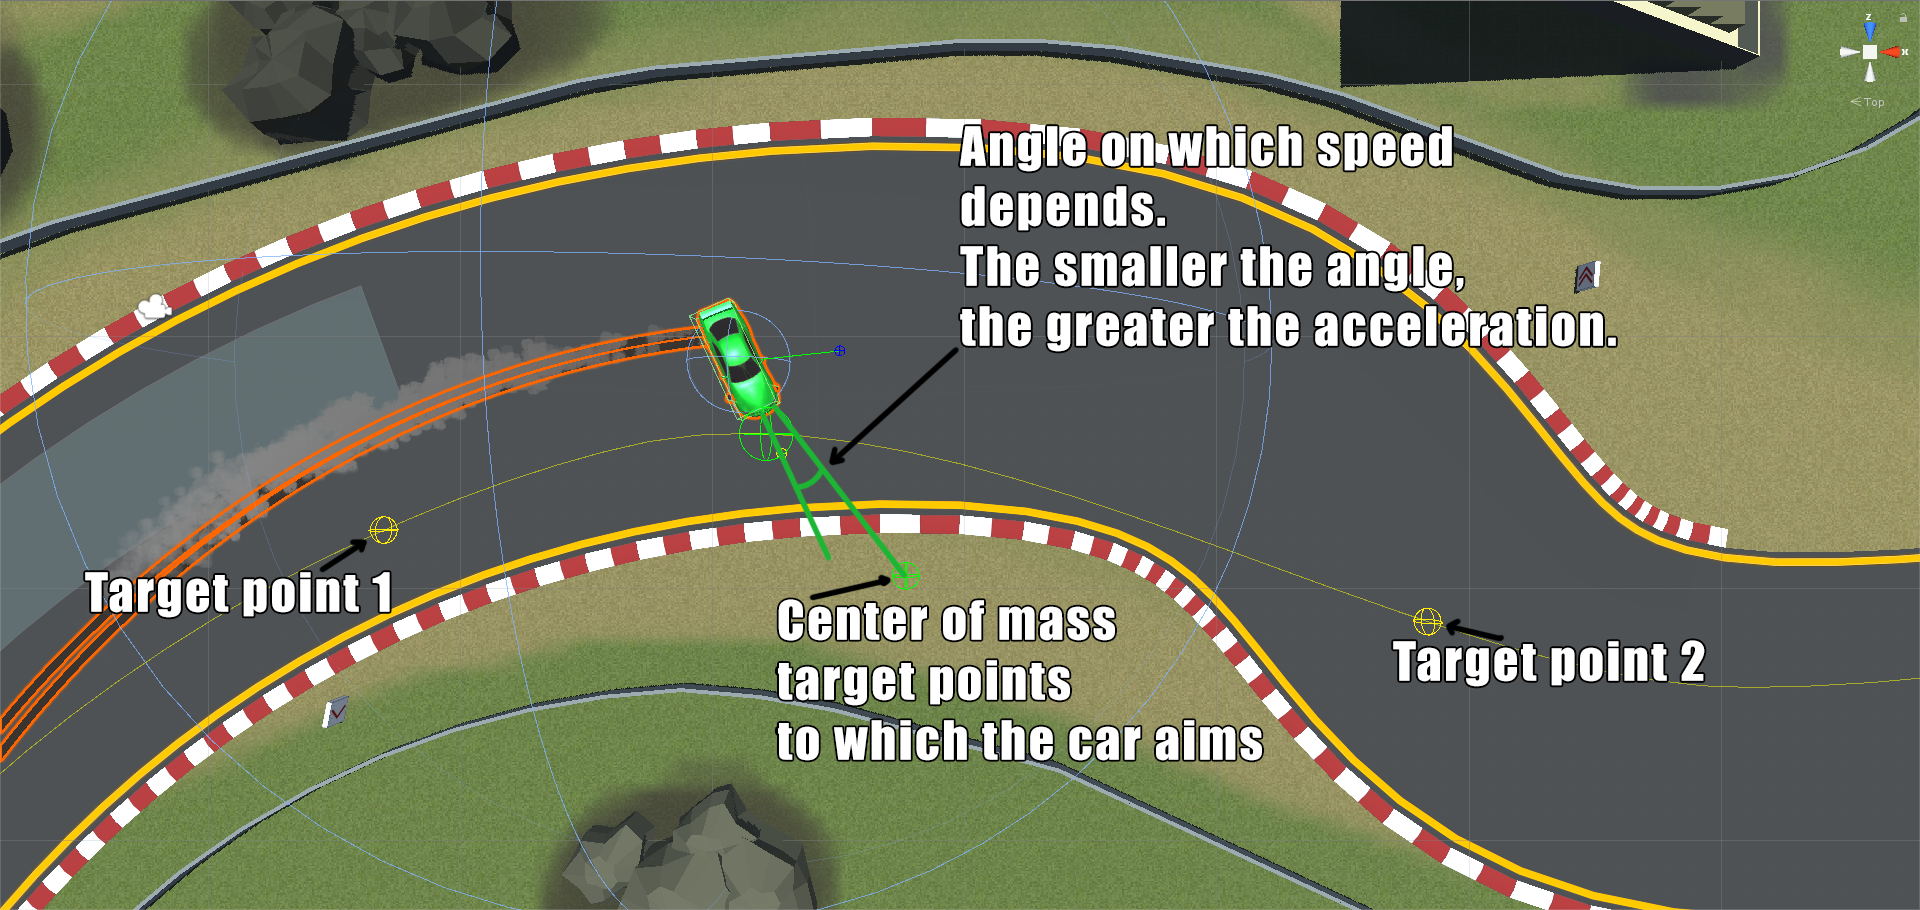 z
x
< Top
Angle on which speed
depends.
The smaller the angle,
the greater the acceleration.
Target point 1
Center of mass
target points
to which the car aims
Target point 2